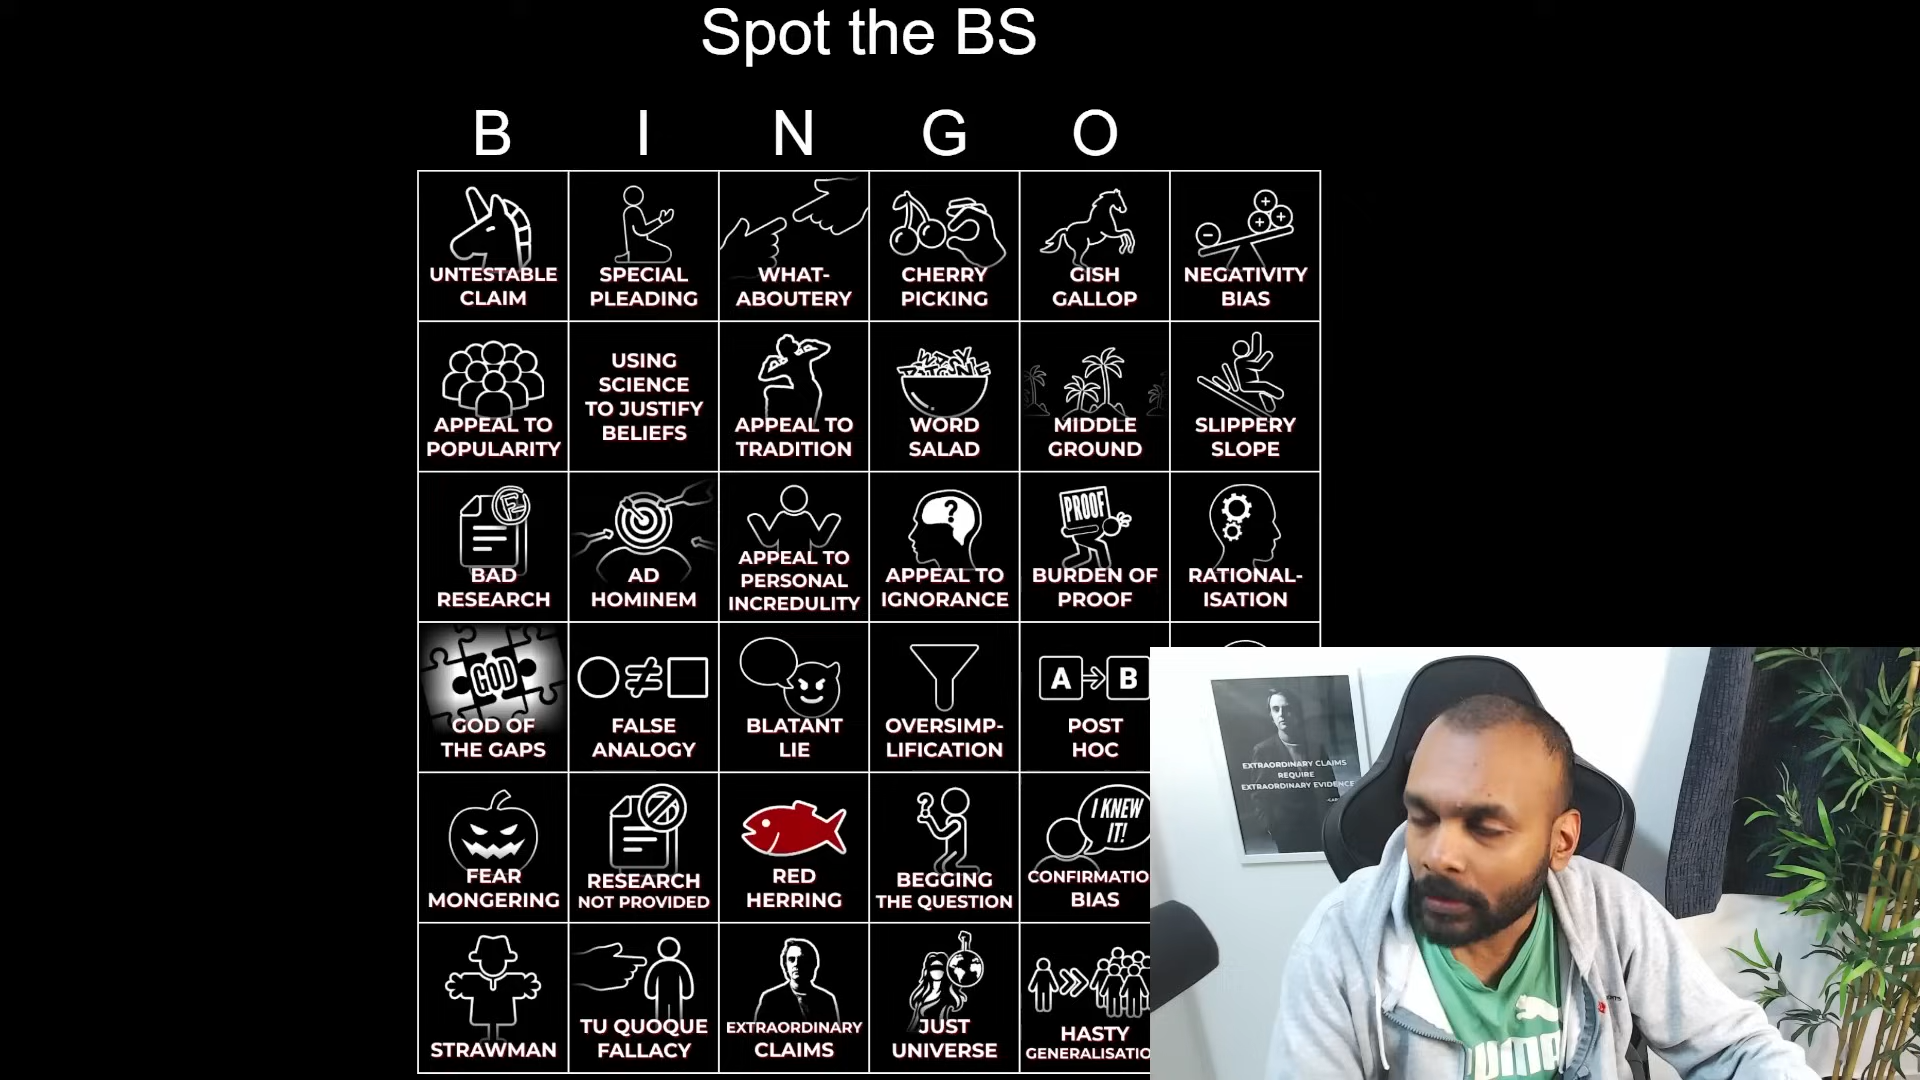 Spot the BS
B I N G O
UNTESTABLE
CLAIM
SPECIAL
PLEADING
WHAT-
ABOUTERY
CHERRY
PICKING
GISH
GALLOP
NEGATIVITY
BIAS
APPEAL TO
POPULARITY
USING
SCIENCE
TO JUSTIFY
BELIEFS
APPEAL TO
TRADITION
WORD
SALAD
MIDDLE
GROUND
SLIPPERY
SLOPE
BAD
RESEARCH
AD
HOMINEM
APPEAL TO
PERSONAL
INCREDULITY
?
APPEAL TO
IGNORANCE
PROOF
BURDEN OF
PROOF
RATIONAL-
ISATION
GOD
GOD OF
THE GAPS
FALSE
ANALOGY
BLATANT
LIE
OVERSIMP-
LIFICATION
A B
POST
HOC
FEAR
MONGERING
RESEARCH
NOT PROVIDED
RED
HERRING
BEGGING
THE QUESTION
I KNEW
IT!
CONFIRMATIO
BIAS
STRAWMAN
TU QUOQUE
FALLACY
EXTRAORDINARY
CLAIMS
JUST
UNIVERSE
HASTY
GENERALISATIO
EXTRAORDINARY CLAIMS
REQUIRE
EXTRAORDINARY EVIDENCE
PUMA